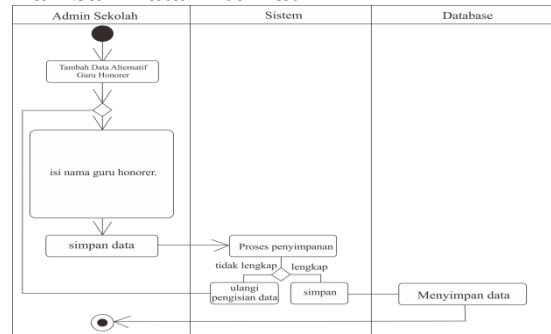 Admin Sekolah
Sistem
Database
Tambah Data Alternatif
Guru Honorer
isi nama guru honorer.
simpan data
Proses penyimpanan
tidak lengkap
lengkap
ulangi
pengisian data
simpan
Menyimpan data